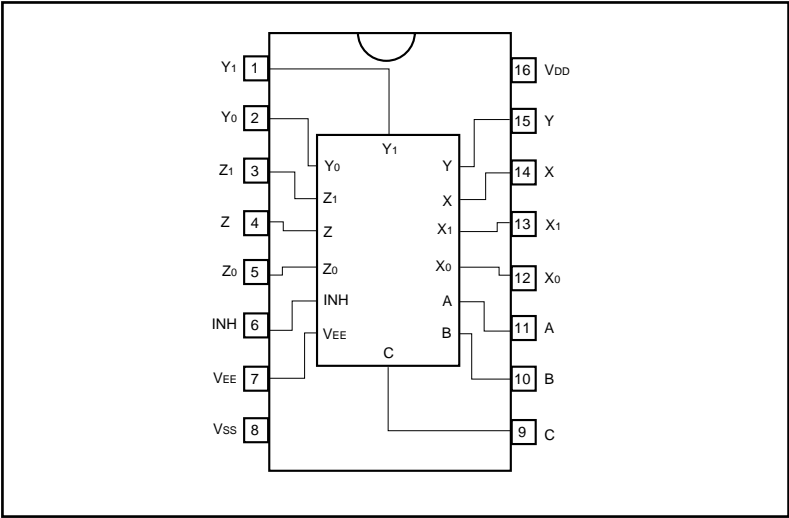 Y1 1
Y0 2
Z1 3
Z 4
Z0 5
INH 6
VEE 7
VSS 8
16 VDD
15 Y
14 X
13 X1
12 X0
11 A
10 B
9 C
Y1
Y0
Z1
Z
Z0
INH
VEE
Y
X
X1
X0
A
B
C